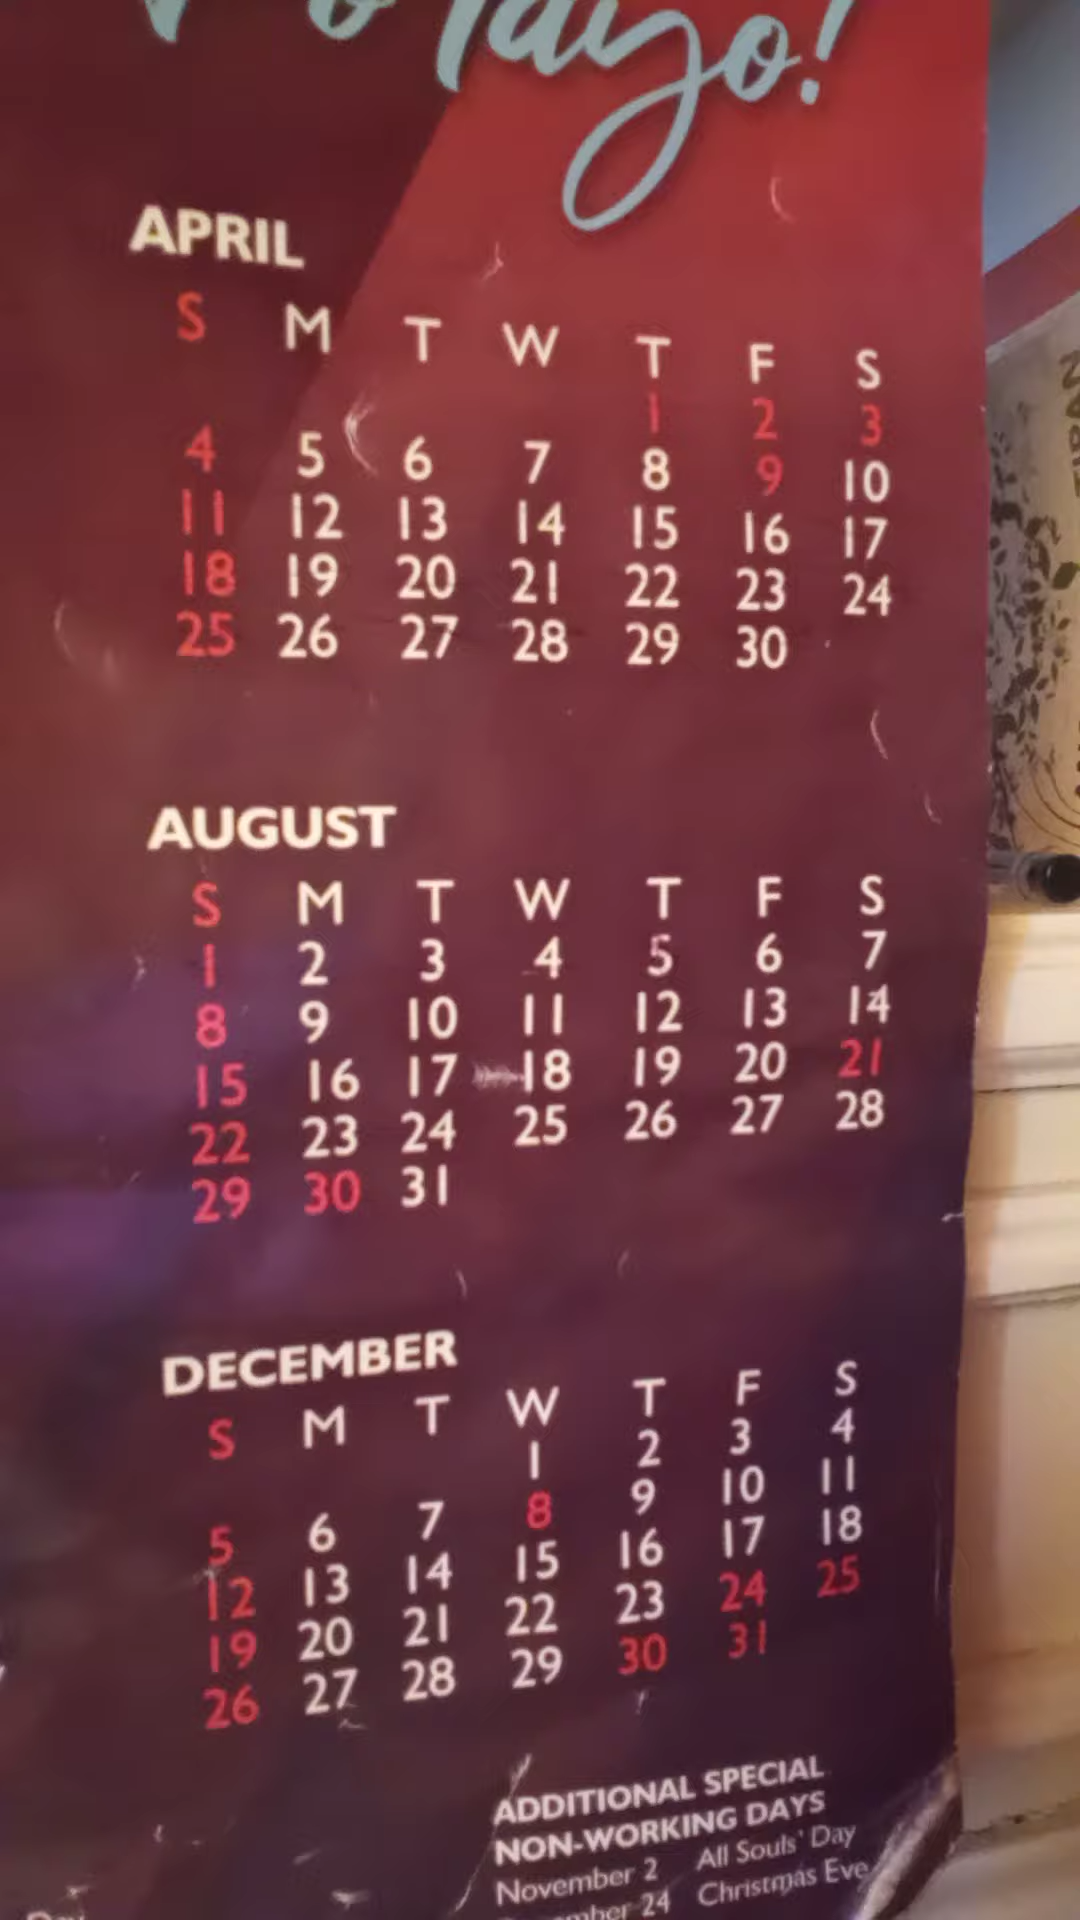 Tayo!
APRIL
S M T W T F S
1 2 3
4 5 6 7 8 9 10
11 12 13 14 15 16 17
18 19 20 21 22 23 24
25 26 27 28 29 30
AUGUST
S M T W T F S
1 2 3 4 5 6 7
8 9 10 11 12 13 14
15 16 17 18 19 20 21
22 23 24 25 26 27 28
29 30 31
DECEMBER
S M T W T F S
1 2 3 4
5 6 7 8 9 10 11
12 13 14 15 16 17 18
19 20 21 22 23 24 25
26 27 28 29 30 31
ADDITIONAL SPECIAL
NON-WORKING DAYS
November 2 All Souls' Day
24 Christmas Eve